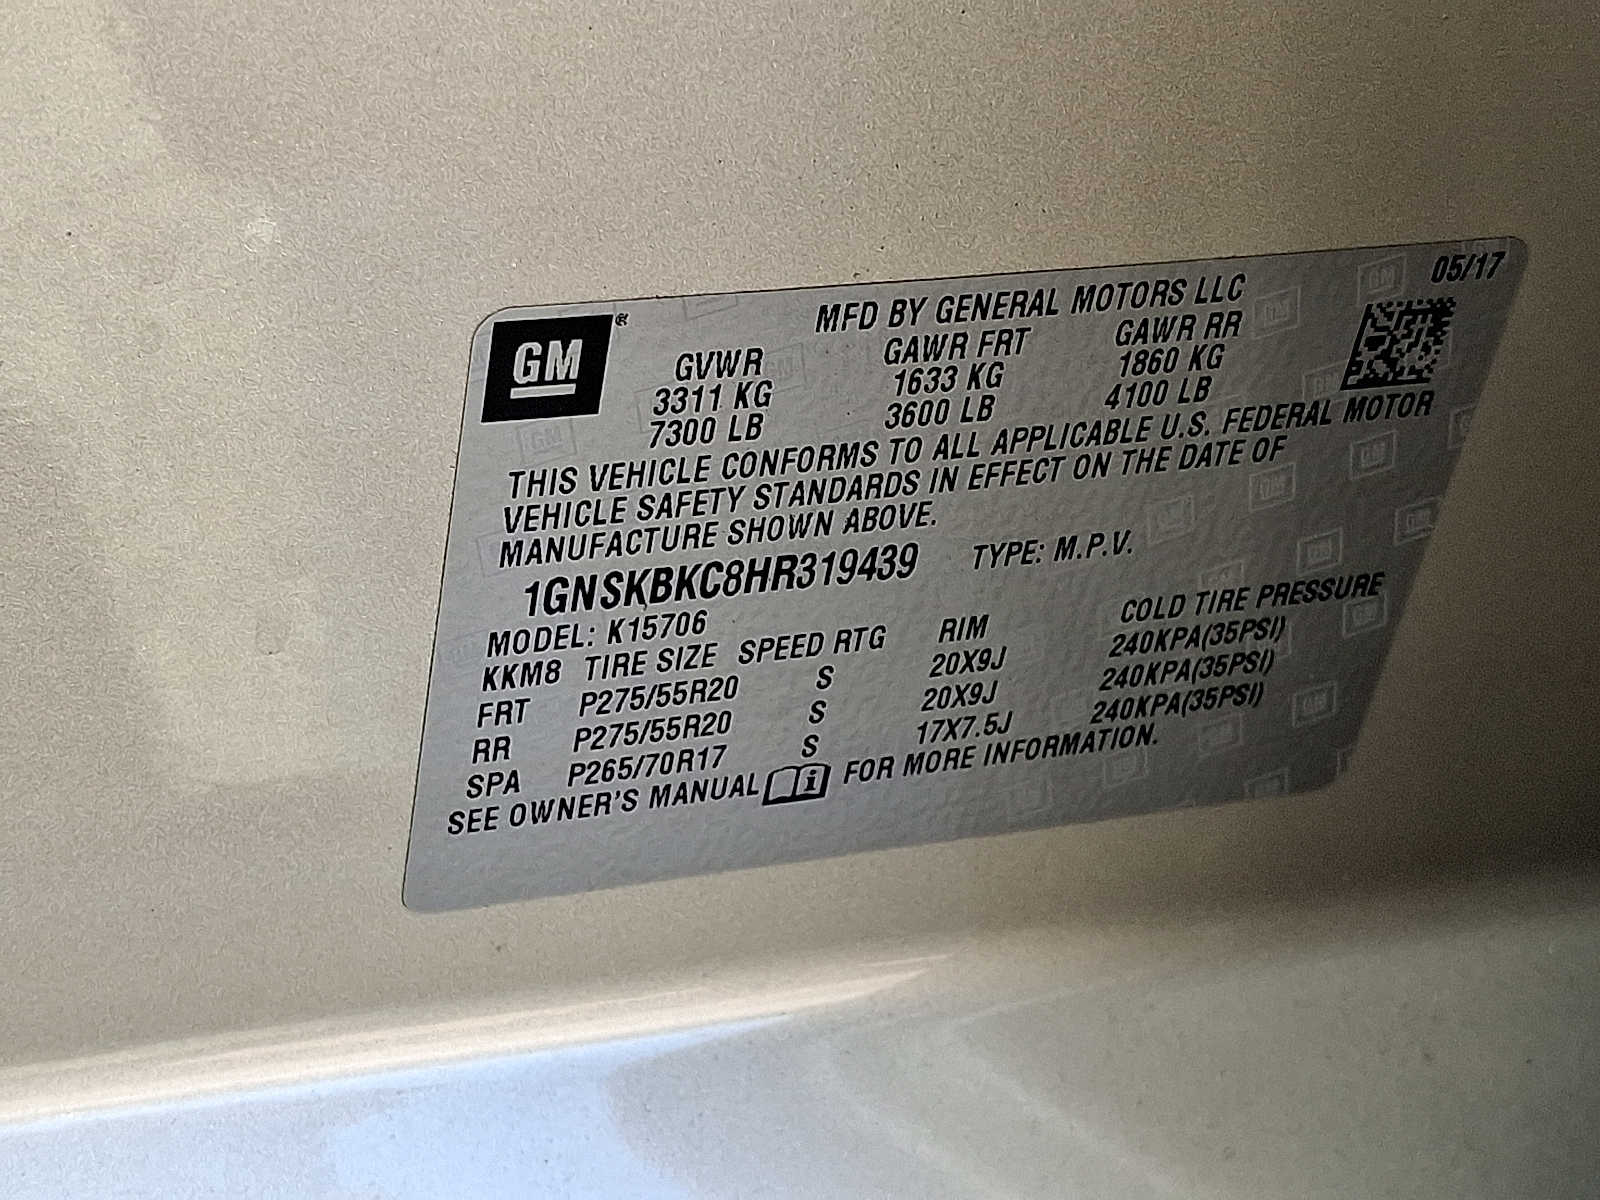 05/17
MFD BY GENERAL MOTORS LLC
GM ®
GVWR GAWR FRT GAWR RR
3311 KG 1633 KG 1860 KG
7300 LB 3600 LB 4100 LB
THIS VEHICLE CONFORMS TO ALL APPLICABLE U.S. FEDERAL MOTOR
VEHICLE SAFETY STANDARDS IN EFFECT ON THE DATE OF
MANUFACTURE SHOWN ABOVE.
1GNSKBKC8HR319439 TYPE: M.P.V.
MODEL: K15706
KKM8 TIRE SIZE SPEED RTG RIM COLD TIRE PRESSURE
FRT P275/55R20 S 20X9J 240KPA(35PSI)
RR P275/55R20 S 20X9J 240KPA(35PSI)
SPA P265/70R17 S 17X7.5J 240KPA(35PSI)
SEE OWNER'S MANUAL i FOR MORE INFORMATION.